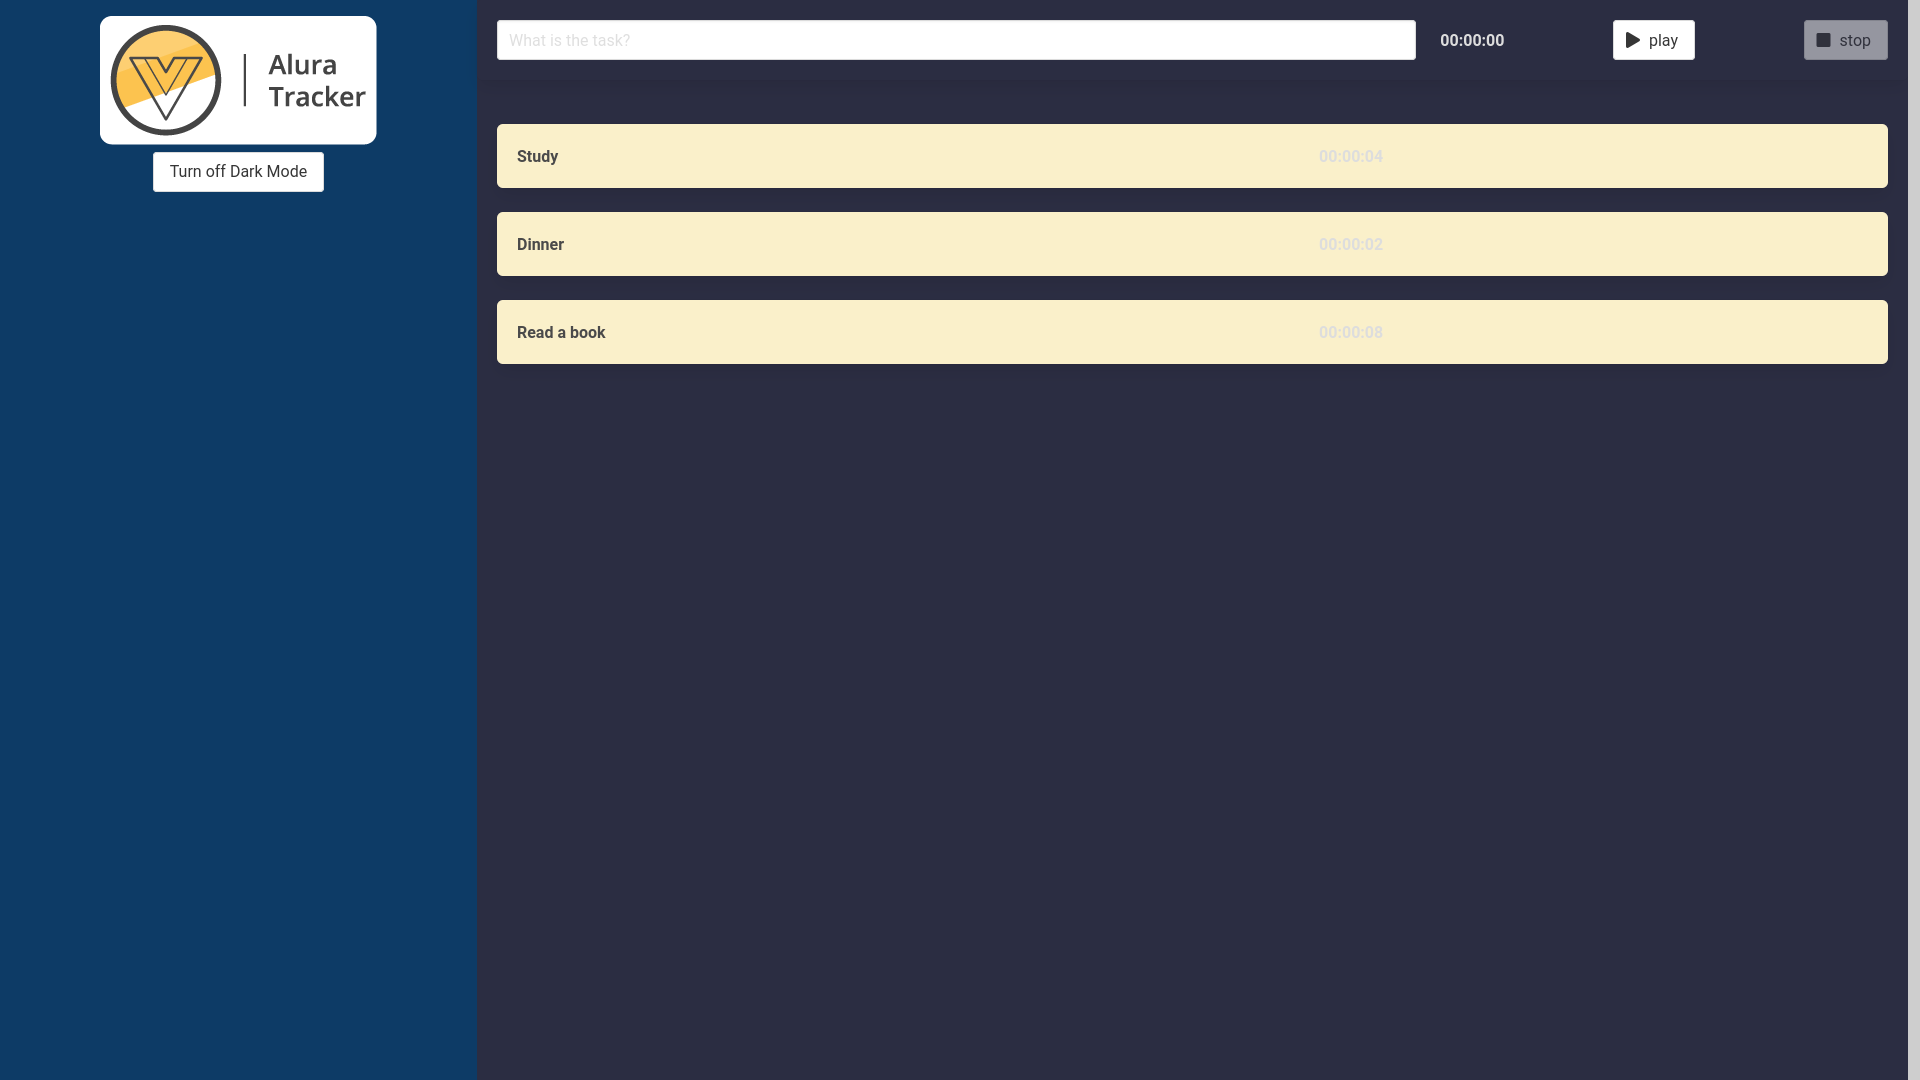 Alura
Tracker
Turn off Dark Mode
What is the task?
00:00:00
play
stop
Study
00:00:04
Dinner
00:00:02
Read a book
00:00:08